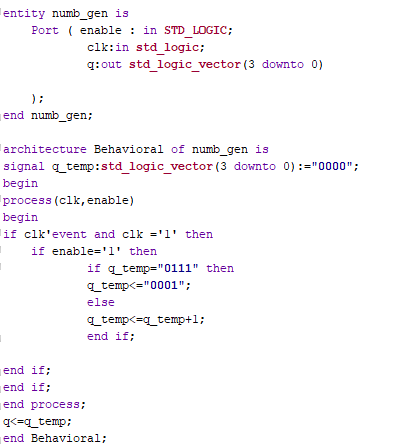 entity numb_gen is
Port ( enable : in STD_LOGIC;
clk:in std_logic;
q:out std_logic_vector(3 downto 0)
);
end numb_gen;
architecture Behavioral of numb_gen is
signal q_temp:std_logic_vector(3 downto 0):="0000";
begin
process(clk,enable)
begin
if clk'event and clk ='1' then
if enable='1' then
if q_temp="0111" then
q_temp<="0001";
else
q_temp<=q_temp+1;
end if;
end if;
end if;
end process;
q<=q_temp;
end Behavioral;